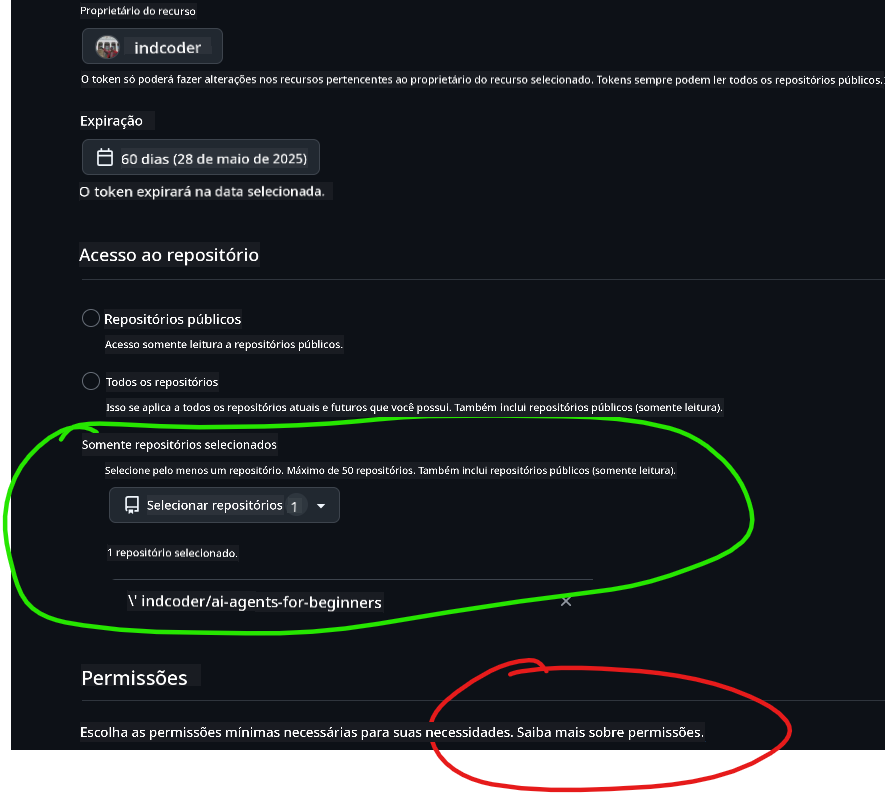 Proprietário do recurso
indcoder
O token só poderá fazer alterações nos recursos pertencentes ao proprietário do recurso selecionado. Tokens sempre podem ler todos os repositórios públicos.
Expiração
60 dias (28 de maio de 2025)
O token expirará na data selecionada.
Acesso ao repositório
Repositórios públicos
Acesso somente leitura a repositórios públicos.
Todos os repositórios
Isso se aplica a todos os repositórios atuais e futuros que você possui. Também inclui repositórios públicos (somente leitura).
Somente repositórios selecionados
Selecione pelo menos um repositório. Máximo de 50 repositórios. Também inclui repositórios públicos (somente leitura).
Selecionar repositórios 1
1 repositório selecionado.
\' indcoder/ai-agents-for-beginners
Permissões
Escolha as permissões mínimas necessárias para suas necessidades. Saiba mais sobre permissões.